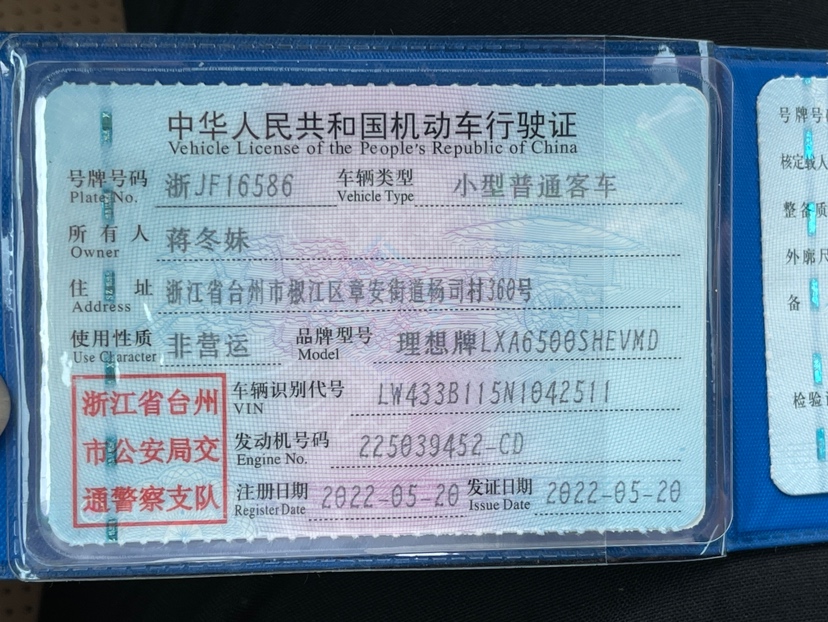 中华人民共和国机动车行驶证
Vehicle License of the People's Republic of China
号牌号码 浙JF16586 车辆类型 小型普通客车
Plate No. Vehicle Type
所有人 蒋冬妹
Owner
住址 浙江省台州市椒江区章安街道杨司村360号
Address
使用性质 非营运 品牌型号 理想牌LXA6500SHEVMD
Use Character Model
浙江省台州
市公安局交
通警察支队
车辆识别代号 LW433B115N1042511
VIN
发动机号码 225039452-CD
Engine No.
注册日期 2022-05-20 发证日期 2022-05-20
Register Date Issue Date
号牌号
核定载人
整备质
外廓尺
备
检验